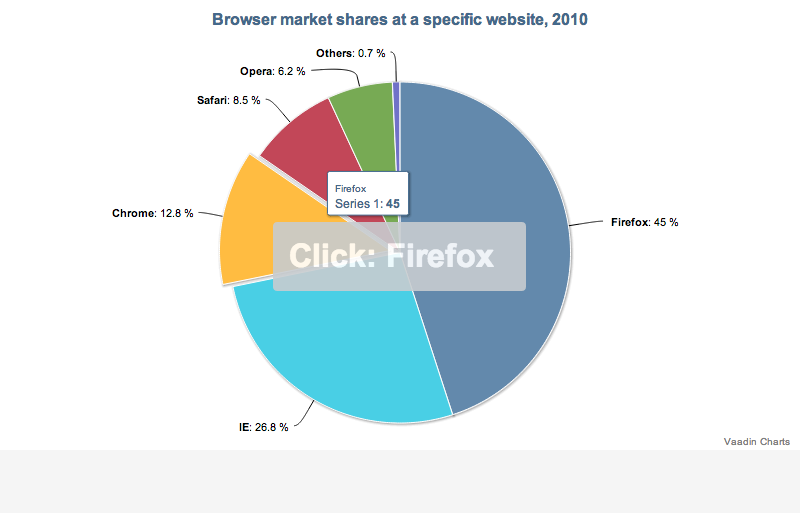 Browser market shares at a specific website, 2010
Others: 0.7 %
Opera: 6.2 %
Safari: 8.5 %
Chrome: 12.8 %
Firefox
Series 1: 45
Firefox: 45 %
Click: Firefox
IE: 26.8 %
Vaadin Charts